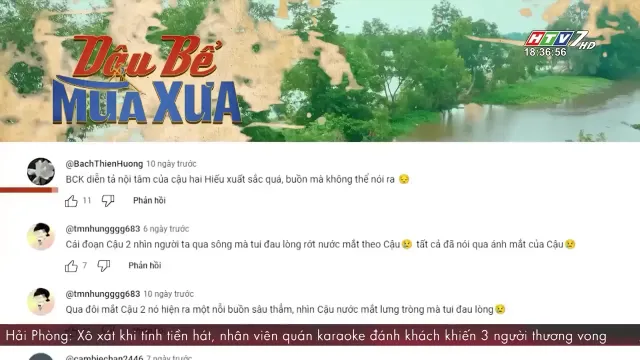 HTV7 HD
18:36:56
Dâu Bể
MÙA XƯA
@BachThienHuong 10 ngày trước
BCK diễn tả nội tâm của cậu hai Hiếu xuất sắc quá, buồn mà không thể nói ra 😔
11 Phản hồi
@tmnhungggg683 6 ngày trước
Cái đoạn Cậu 2 nhìn người ta qua sông mà tui đau lòng rớt nước mắt theo Cậu😢 tất cả đã nói qua ánh mắt của Cậu😢
7 Phản hồi
@tmnhungggg683 10 ngày trước
Qua đôi mắt Cậu 2 nó hiện ra một nỗi buồn sâu thẳm, nhìn Cậu nước mắt lưng tròng mà tui đau lòng😢
Hải Phòng: Xô xát khi tính tiền hát, nhân viên quán karaoke đánh khách khiến 3 người thương vong
@cambiechan2446 7 ngày trước